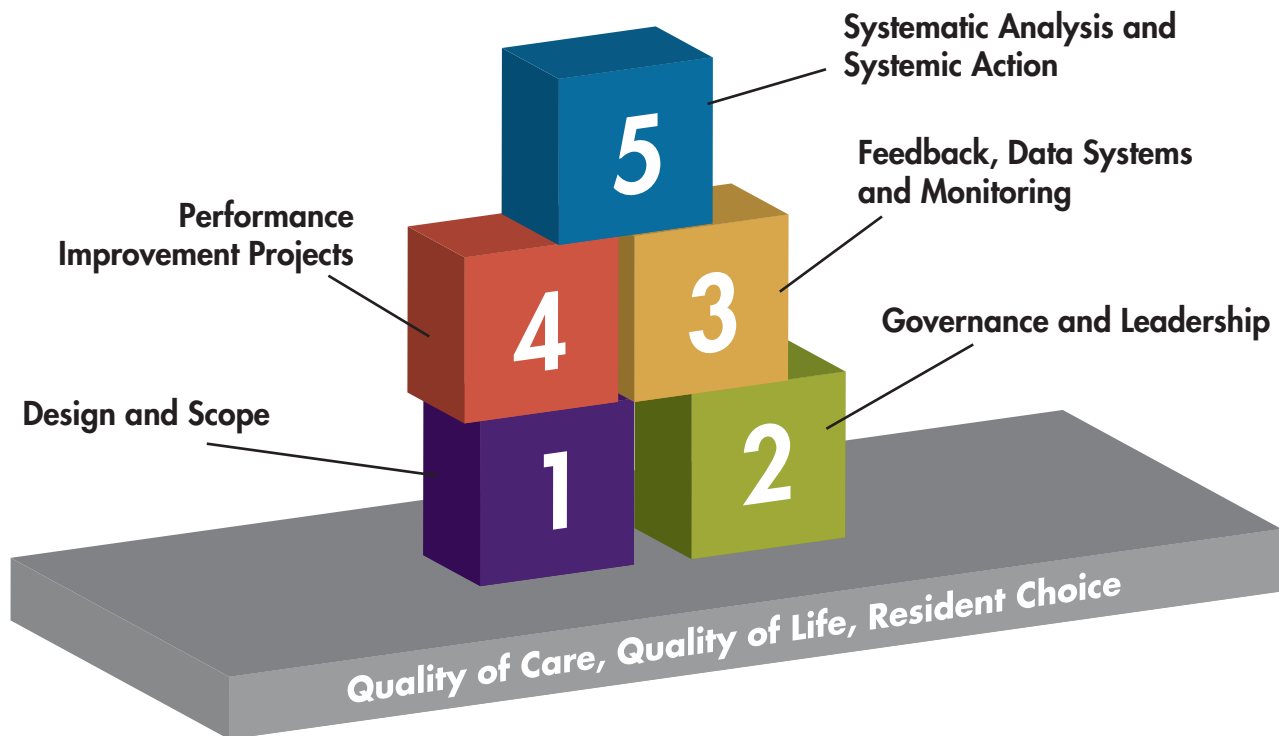 Systematic Analysis and
Systemic Action
5
Feedback, Data Systems
and Monitoring
Performance
Improvement Projects
4
3
Governance and Leadership
Design and Scope
1
2
Quality of Care, Quality of Life, Resident Choice